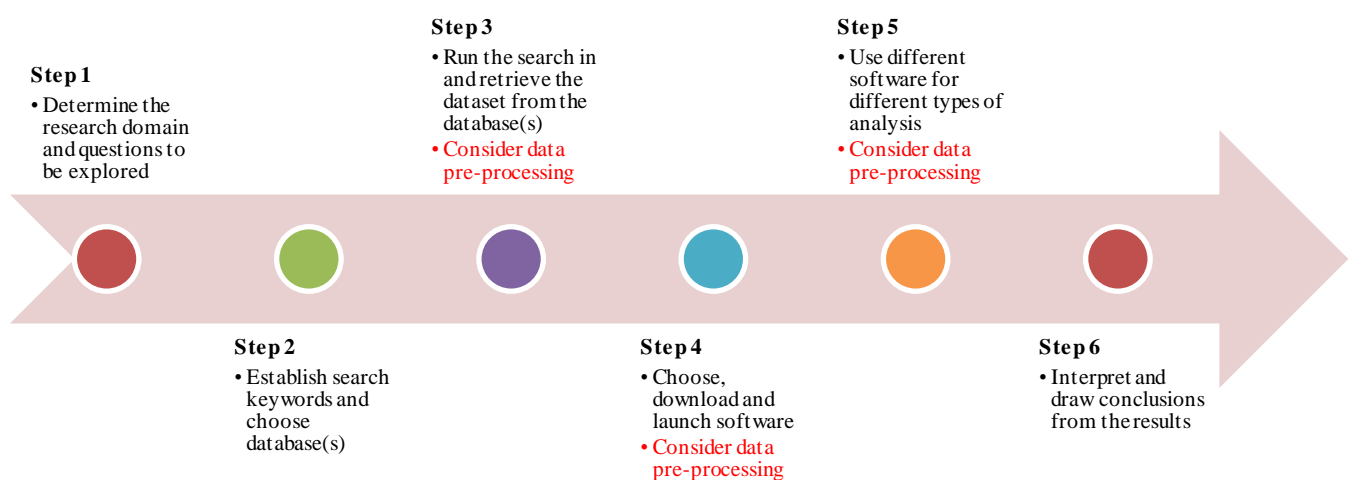 Step 1
• Determine the
research domain
and questions to
be explored
Step 2
• Establish search
keywords and
choose
database(s)
Step 3
• Run the search in
and retrieve the
dataset from the
database(s)
• Consider data
pre-processing
Step 4
• Choose,
download and
launch software
• Consider data
pre-processing
Step 5
• Use different
software for
different types of
analysis
• Consider data
pre-processing
Step 6
• Interpret and
draw conclusions
from the results